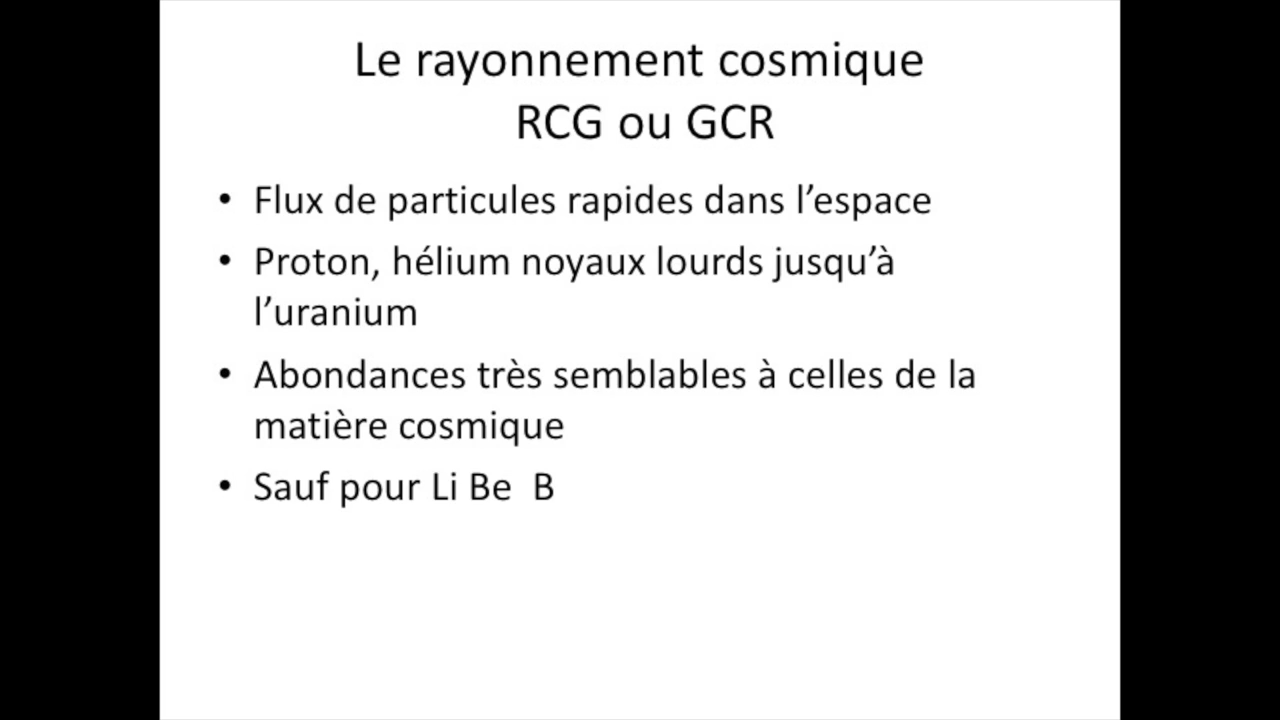 Le rayonnement cosmique
RCG ou GCR
• Flux de particules rapides dans l’espace
• Proton, hélium noyaux lourds jusqu’à
l’uranium
• Abondances très semblables à celles de la
matière cosmique
• Sauf pour Li Be  B